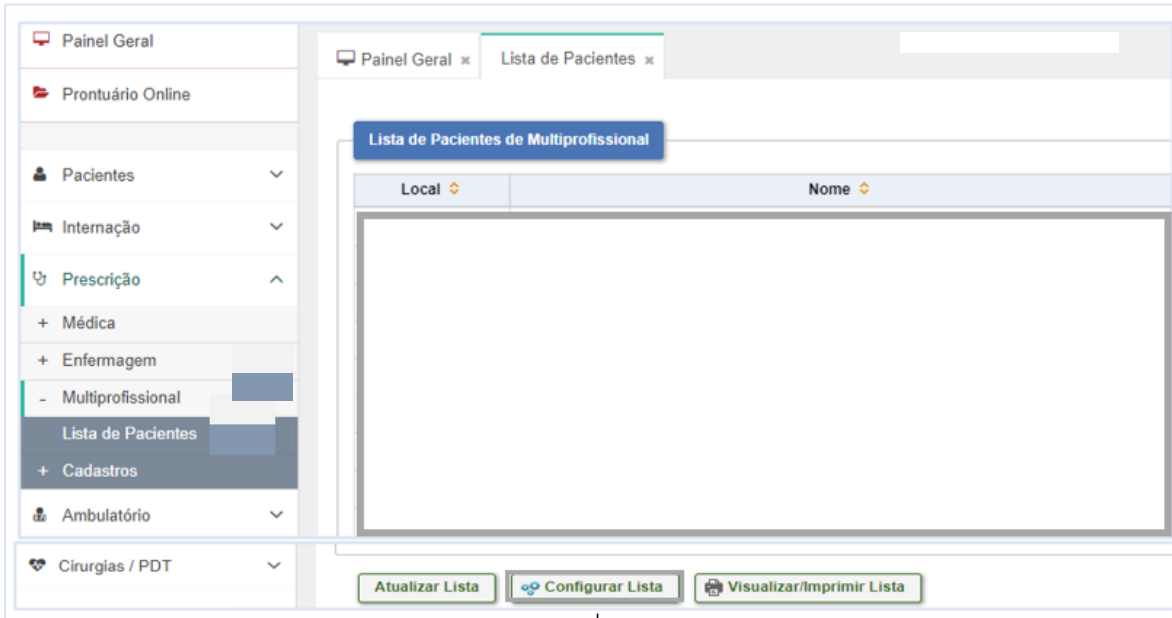 Painel Geral
Prontuário Online
Pacientes
Internação
Prescrição
+ Médica
+ Enfermagem
- Multiprofissional
Lista de Pacientes
+ Cadastros
Ambulatório
Cirurgias / PDT
Painel Geral ×
Lista de Pacientes ×
Lista de Pacientes de Multiprofissional
Local Nome
Atualizar Lista Configurar Lista Visualizar/Imprimir Lista